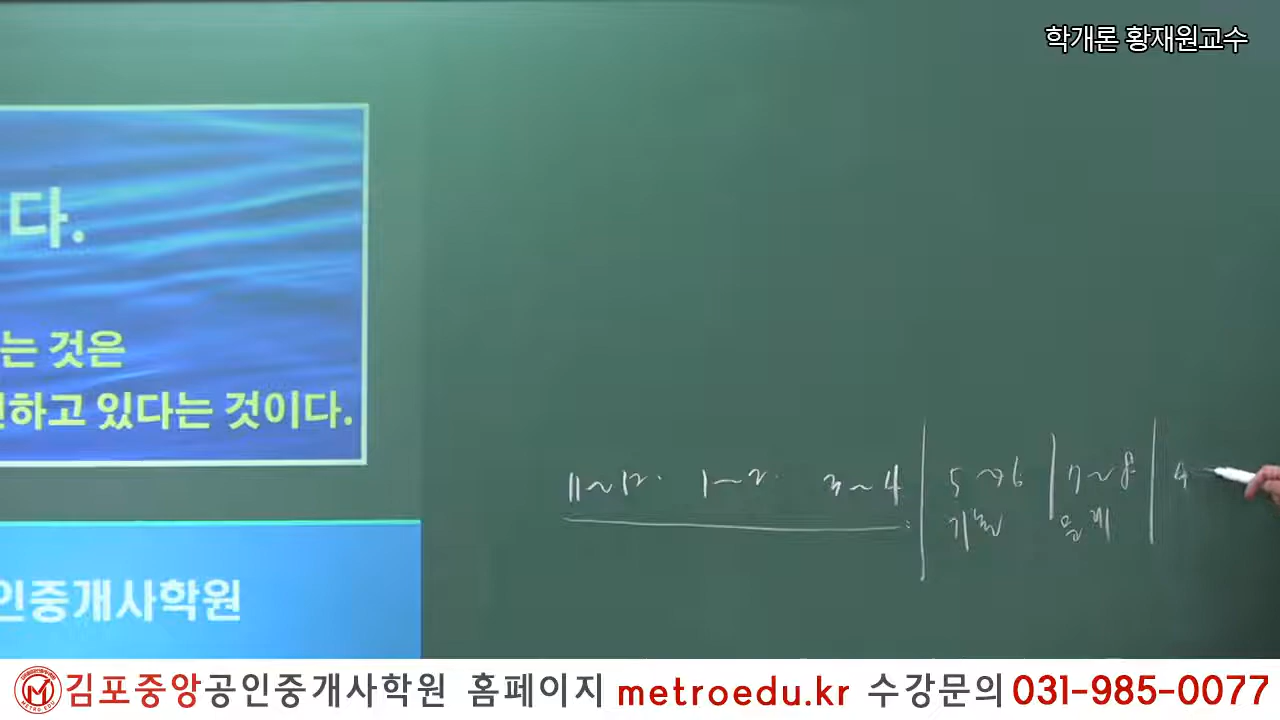 학개론 황재원교수
다.
는 것은
하고 있다는 것이다.
11~12. 1~2. 3~4 5~6 7~8 9
기출 문제
인중개사학원
김포중앙공인중개사학원 홈페이지 metroedu.kr 수강문의 031-985-0077